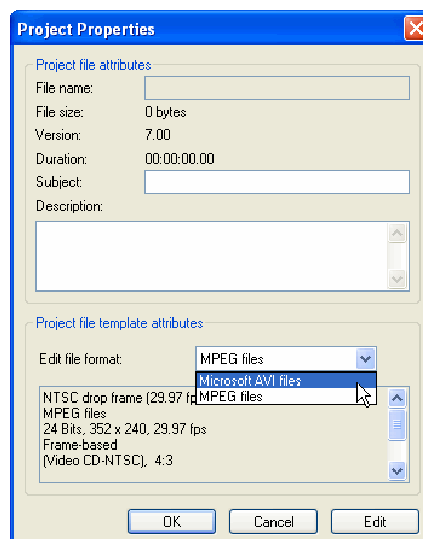 Project Properties
Project file attributes
File name:
File size: 0 bytes
Version: 7.00
Duration: 00:00:00.00
Subject:
Description:
Project file template attributes
Edit file format: MPEG files
Microsoft AVI files
MPEG files
NTSC drop frame (29.97 fp
MPEG files
24 Bits, 352 x 240, 29.97 fps
Frame-based
(Video CD-NTSC), 4:3
OK Cancel Edit